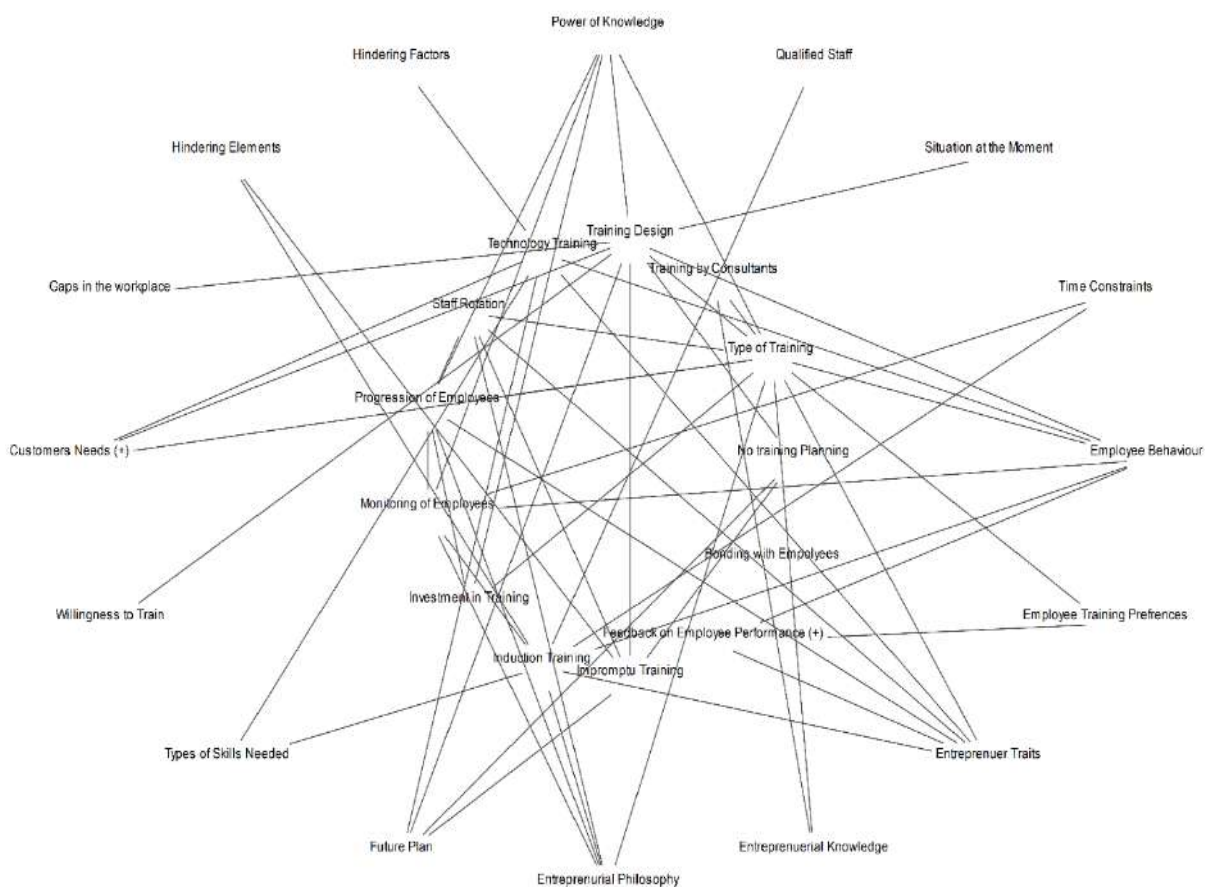 Power of Knowledge
Hindering Factors
Qualified Staff
Hindering Elements
Situation at the Moment
Training Design
Technology Training
Training by Consultants
Gaps in the workplace
Time Constraints
Staff Rotation
Type of Training
Progression of Employees
Customers Needs (+)
No training Planning
Employee Behaviour
Monitoring of Employees
Bonding with Empolyees
Investment in Training
Willingness to Train
Employee Training Prefrences
Feedback on Employee Performance (+)
Induction Training
Impromptu Training
Types of Skills Needed
Entreprenuer Traits
Future Plan
Entreprenuerial Knowledge
Entreprenurial Philosophy